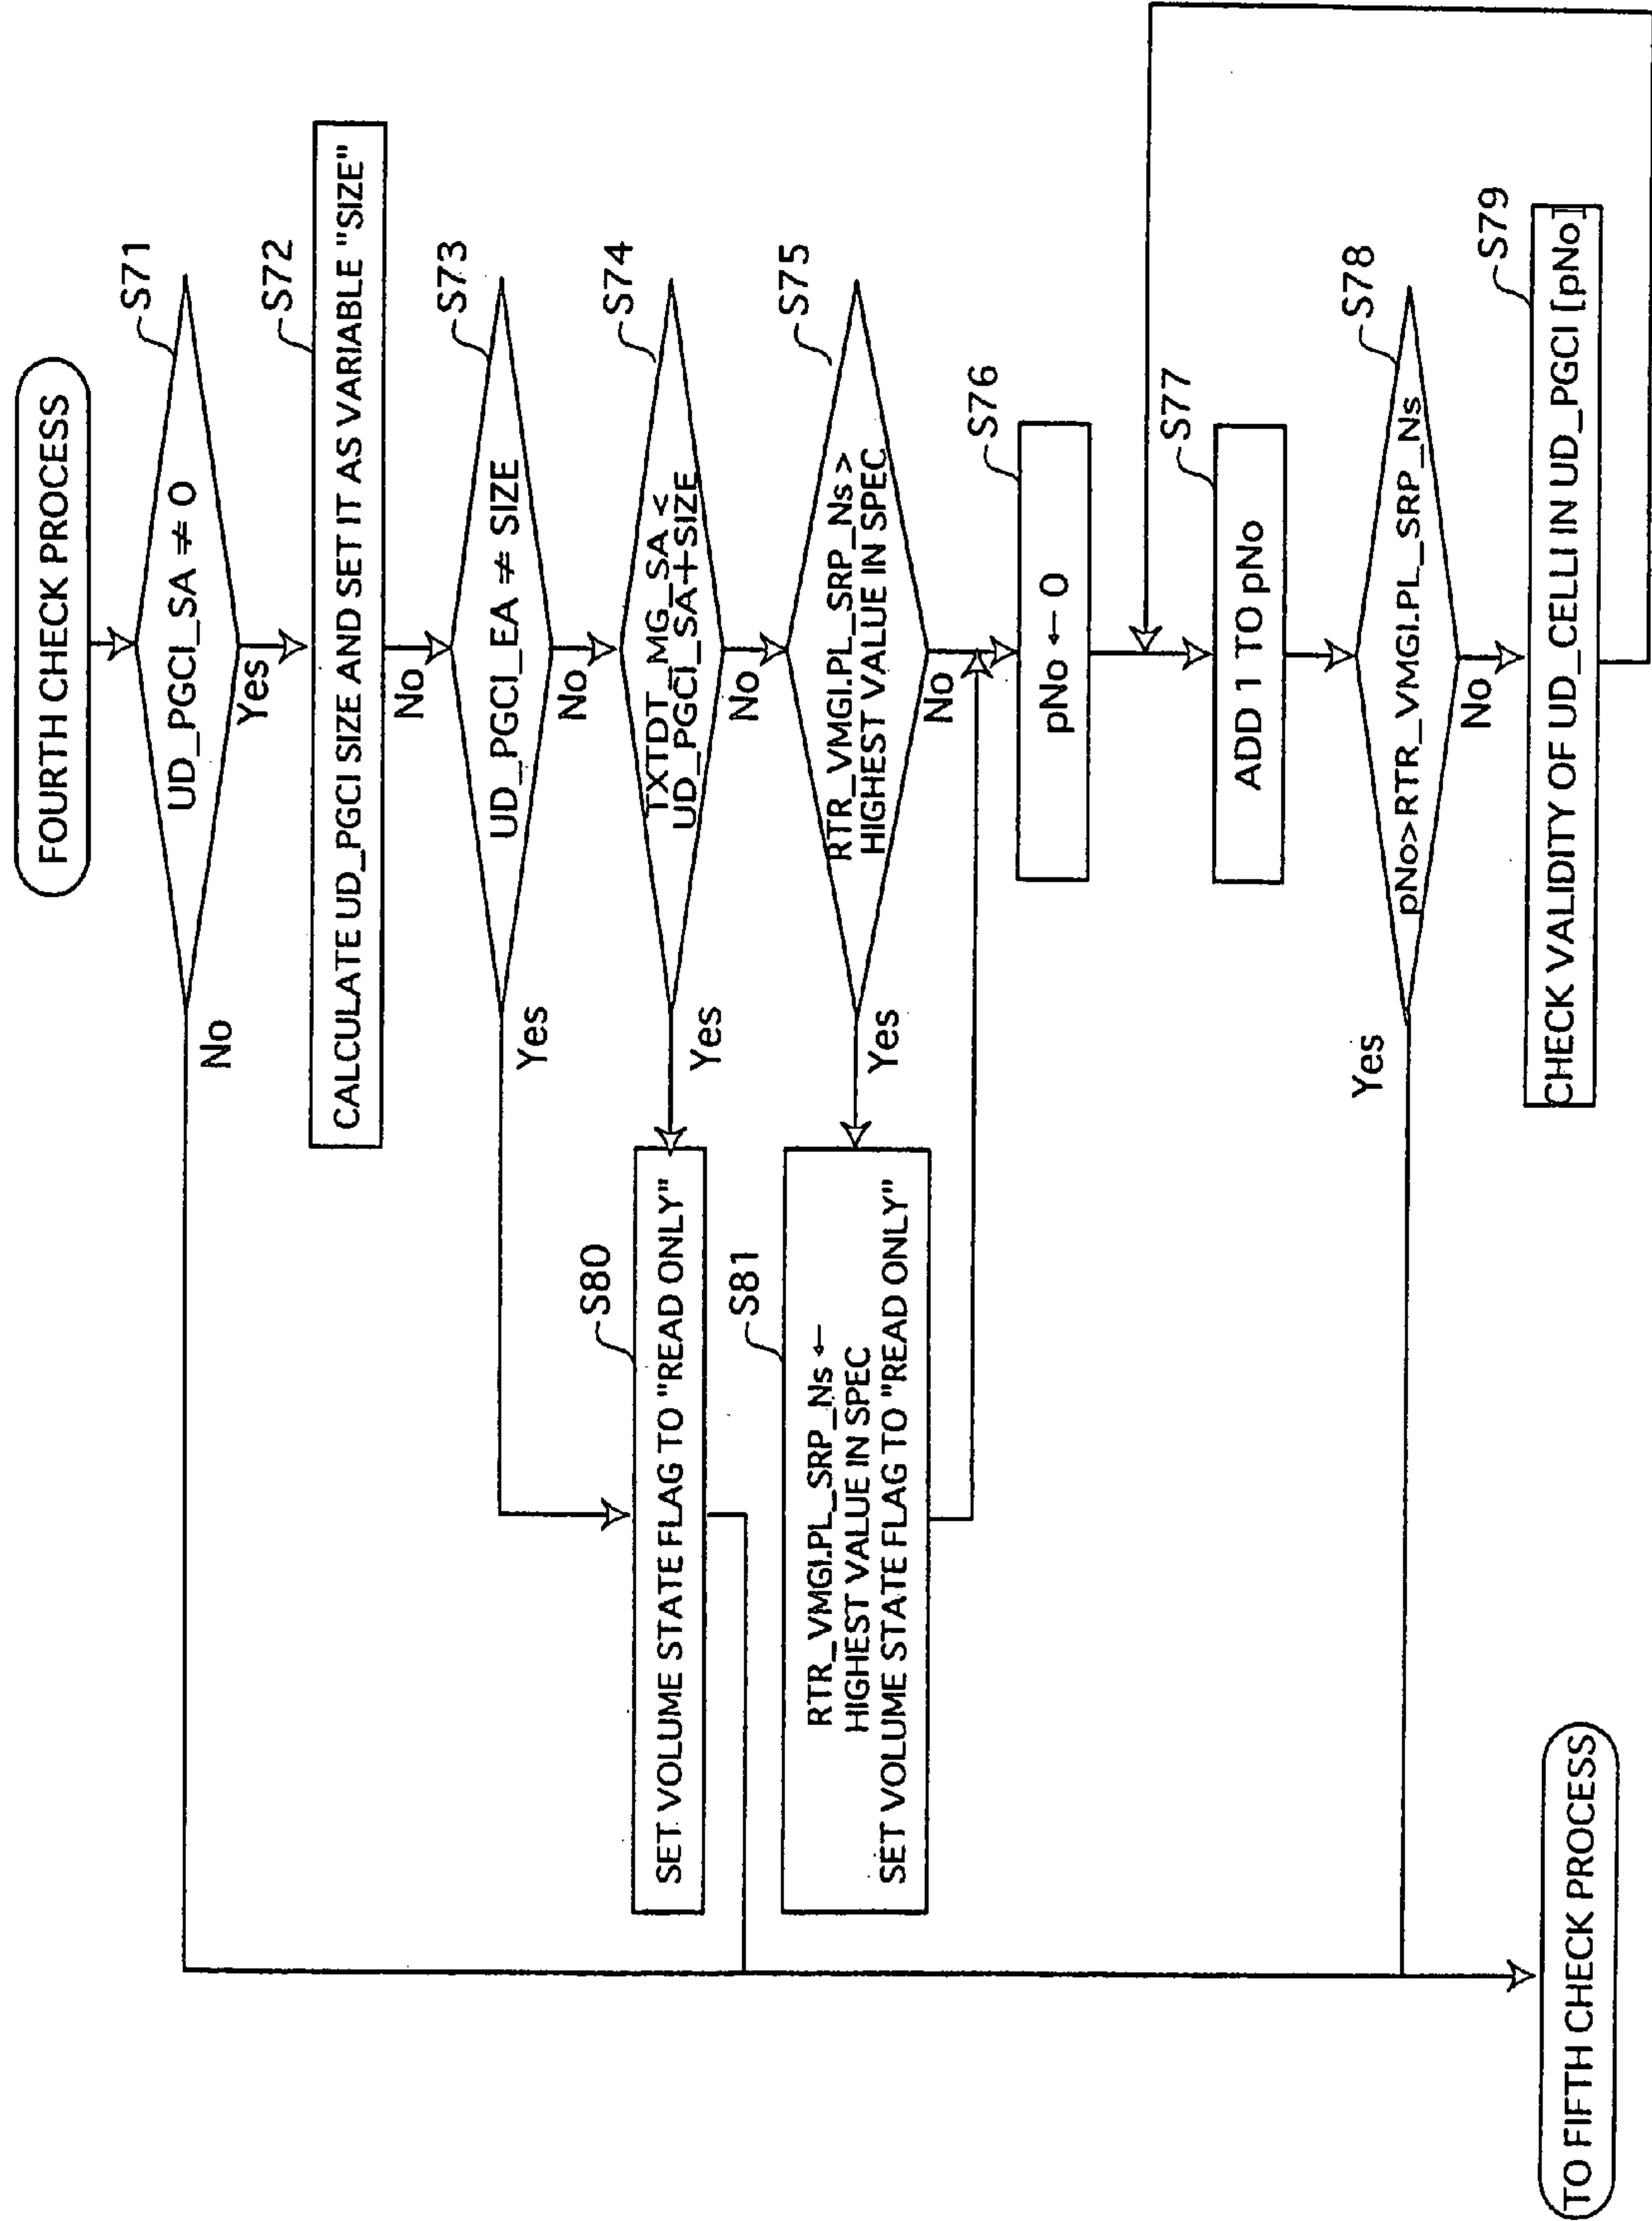 FOURTH CHECK PROCESS
S71
UD_PGCI_SA ≠ 0
No
Yes
S72
CALCULATE UD_PGCI SIZE AND SET IT AS VARIABLE "SIZE"
No
S73
UD_PGCI_EA ≠ SIZE
Yes
No
S74
TXTDT_MG_SA <
UD_PGCI_SA+SIZE
Yes
No
S80
SET VOLUME STATE FLAG TO "READ ONLY"
S75
RTR_VMGI.PL_SRP_Ns >
HIGHEST VALUE IN SPEC
Yes
No
S81
RTR_VMGI.PL_SRP_Ns ←
HIGHEST VALUE IN SPEC
SET VOLUME STATE FLAG TO "READ ONLY"
S76
pNo ← 0
S77
ADD 1 TO pNo
S78
pNo>RTR_VMGI.PL_SRP_Ns
Yes
No
S79
CHECK VALIDITY OF UD_CELLI IN UD_PGCI [pNo]
TO FIFTH CHECK PROCESS